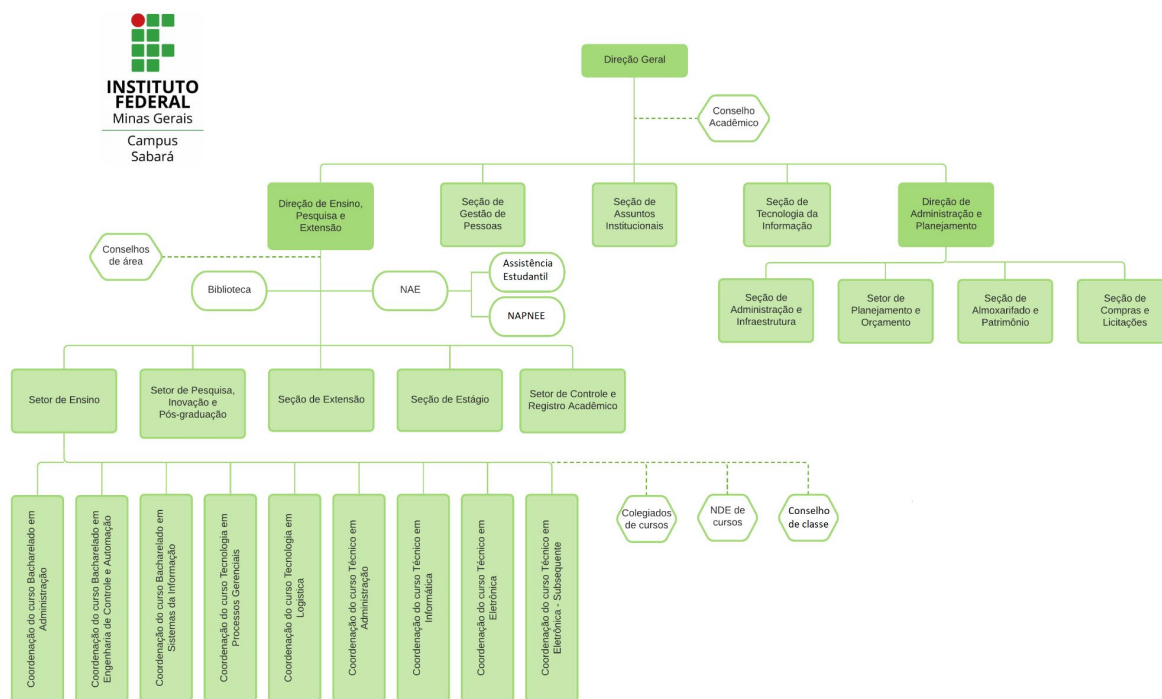 INSTITUTO
FEDERAL
Minas Gerais
Campus
Sabará
Direção Geral
Conselho
Acadêmico
Direção de Ensino,
Pesquisa e
Extensão
Seção de
Gestão de
Pessoas
Seção de
Assuntos
Institucionais
Seção de
Tecnologia da
Informação
Direção de
Administração e
Planejamento
Conselhos
de área
Biblioteca
NAE
Assistência
Estudantil
NAPNEE
Seção de
Administração e
Infraestrutura
Setor de
Planejamento e
Orçamento
Seção de
Almoxarifado e
Patrimônio
Seção de
Compras e
Licitações
Setor de Ensino
Setor de Pesquisa,
Inovação e
Pós-graduação
Seção de Extensão
Seção de Estágio
Setor de Controle e
Registro Acadêmico
Coordenação do curso Bacharelado em
Administração
Coordenação do curso Bacharelado em
Engenharia de Controle e Automação
Coordenação do curso Bacharelado em
Sistemas da Informação
Coordenação do curso Tecnologia em
Processos Gerenciais
Coordenação do curso Tecnologia em
Logística
Coordenação do curso Técnico em
Administração
Coordenação do curso Técnico em
Informática
Coordenação do curso Técnico em
Eletrônica
Coordenação do curso Técnico em
Eletrônica - Subsequente
Colegiados
de cursos
NDE de
cursos
Conselho
de classe